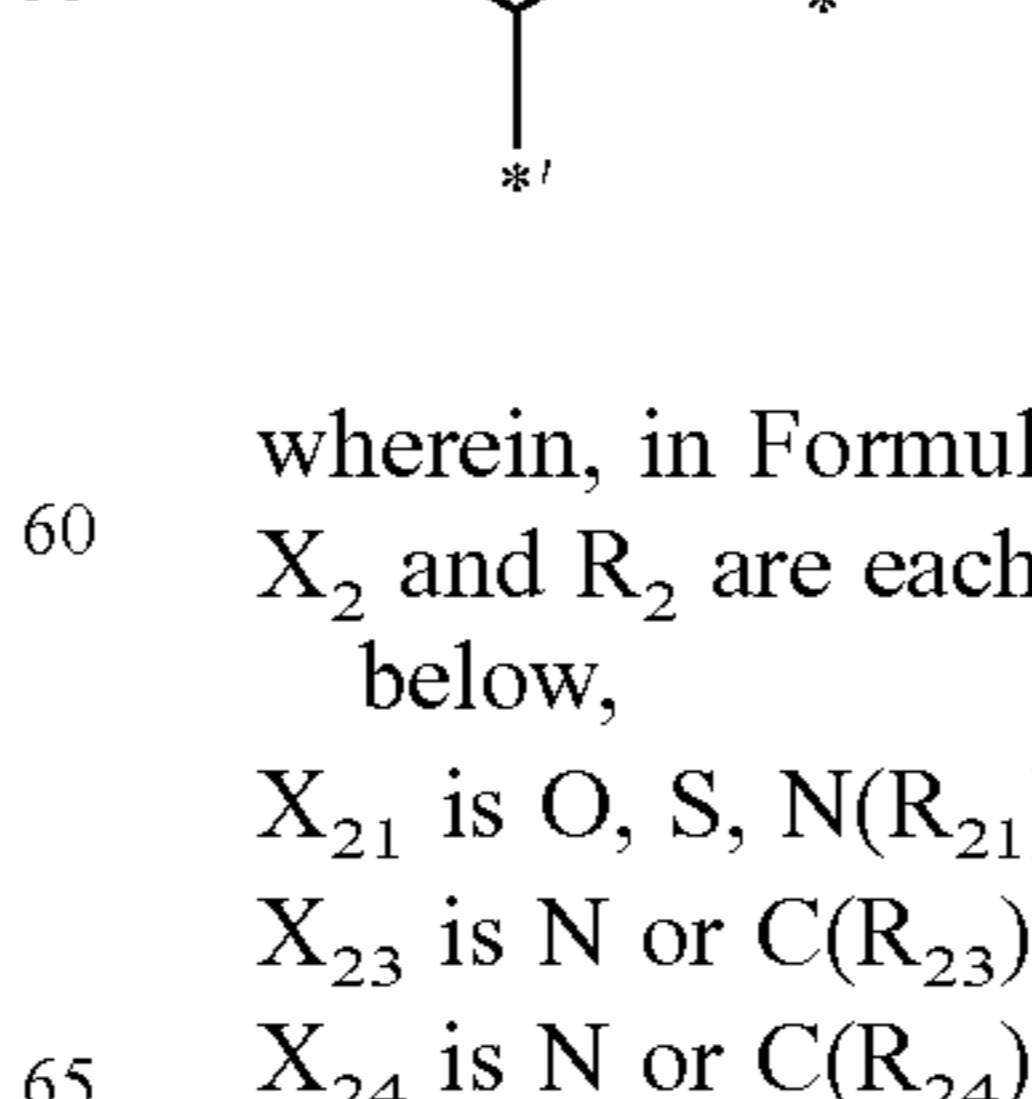 *
*′
wherein, in Formul
60
X₂ and R₂ are each
below,
X₂₁ is O, S, N(R₂₁
X₂₃ is N or C(R₂₃)
X₂₄ is N or C(R₂₄)
65